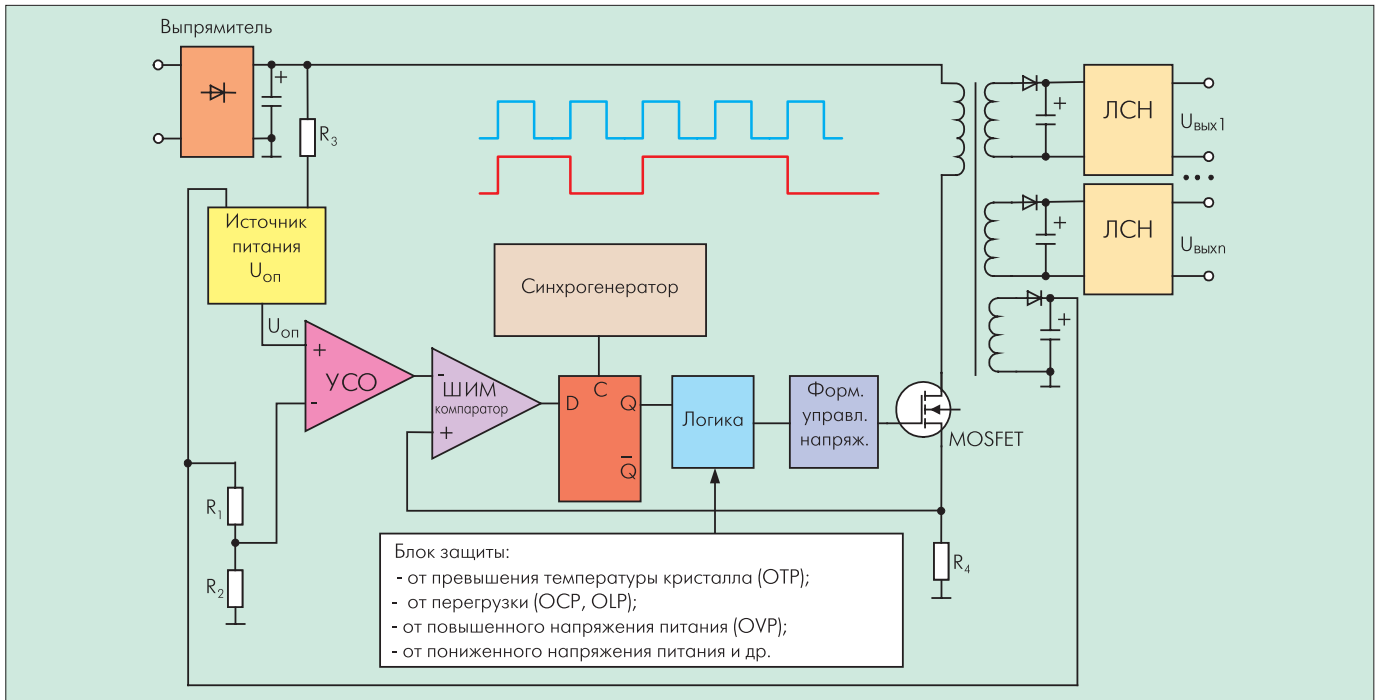 Выпрямитель
+
R3
ЛСН
Uвых1
+
•••
ЛСН
Uвыхn
+
+
Источник
питания
Uоп
Uоп
Синхрогенератор
+
УСО
-
-
ШИМ
компаратор
+
D
C
Q
Q̅
Логика
Форм.
управл.
напряж.
MOSFET
R1
R2
R4
Блок защиты:
- от превышения температуры кристалла (OTP);
- от перегрузки (OCP, OLP);
- от повышенного напряжения питания (OVP);
- от пониженного напряжения питания и др.